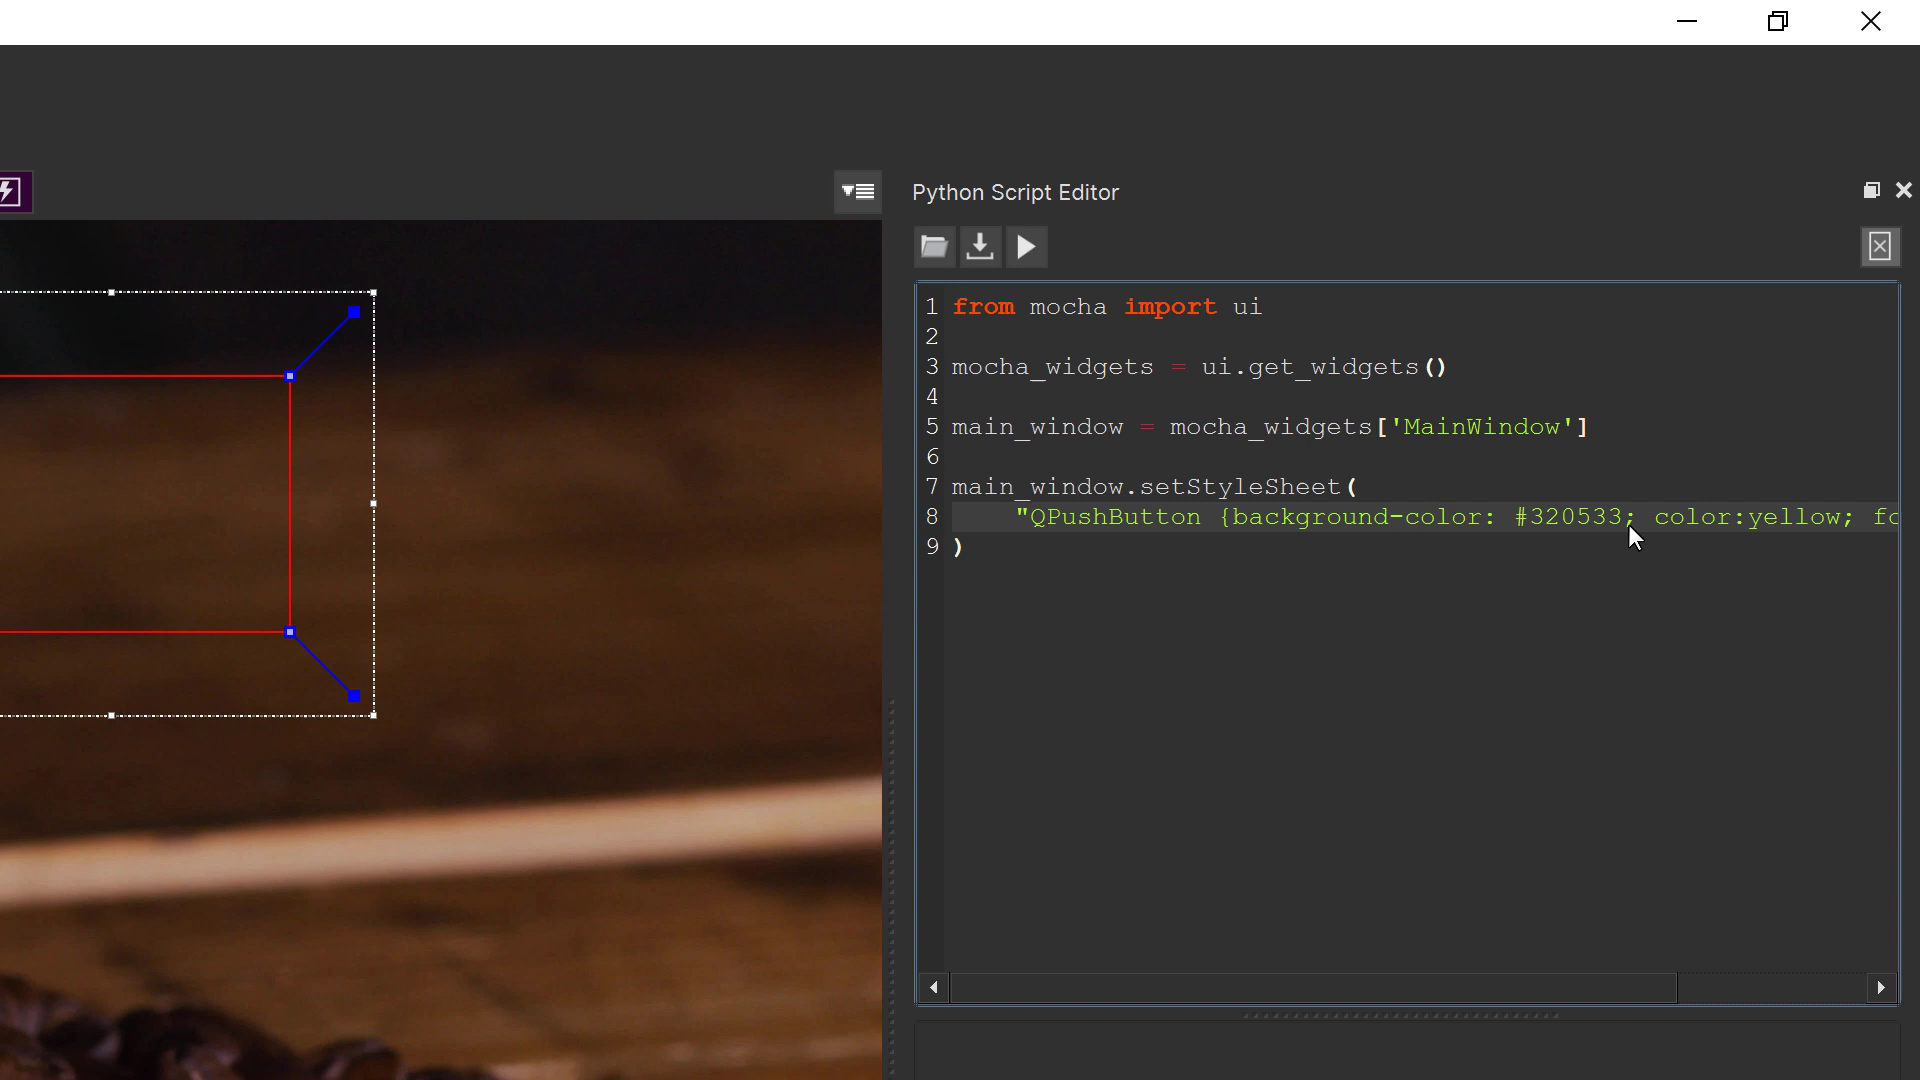 Python Script Editor
1 from mocha import ui
2
3 mocha_widgets = ui.get_widgets()
4
5 main_window = mocha_widgets['MainWindow']
6
7 main_window.setStyleSheet(
8 "QPushButton {background-color: #320533; color:yellow; fo
9 )